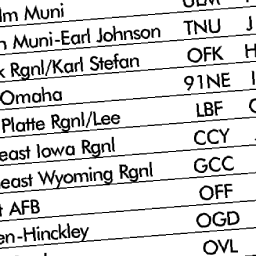 lm Muni ULM
n Muni-Earl Johnson TNU J
k Rgnl/Karl Stefan OFK H
Omaha 91NE
Platte Rgnl/Lee LBF
east Iowa Rgnl CCY
east Wyoming Rgnl GCC
t AFB OFF
en-Hinckley OGD
OVL